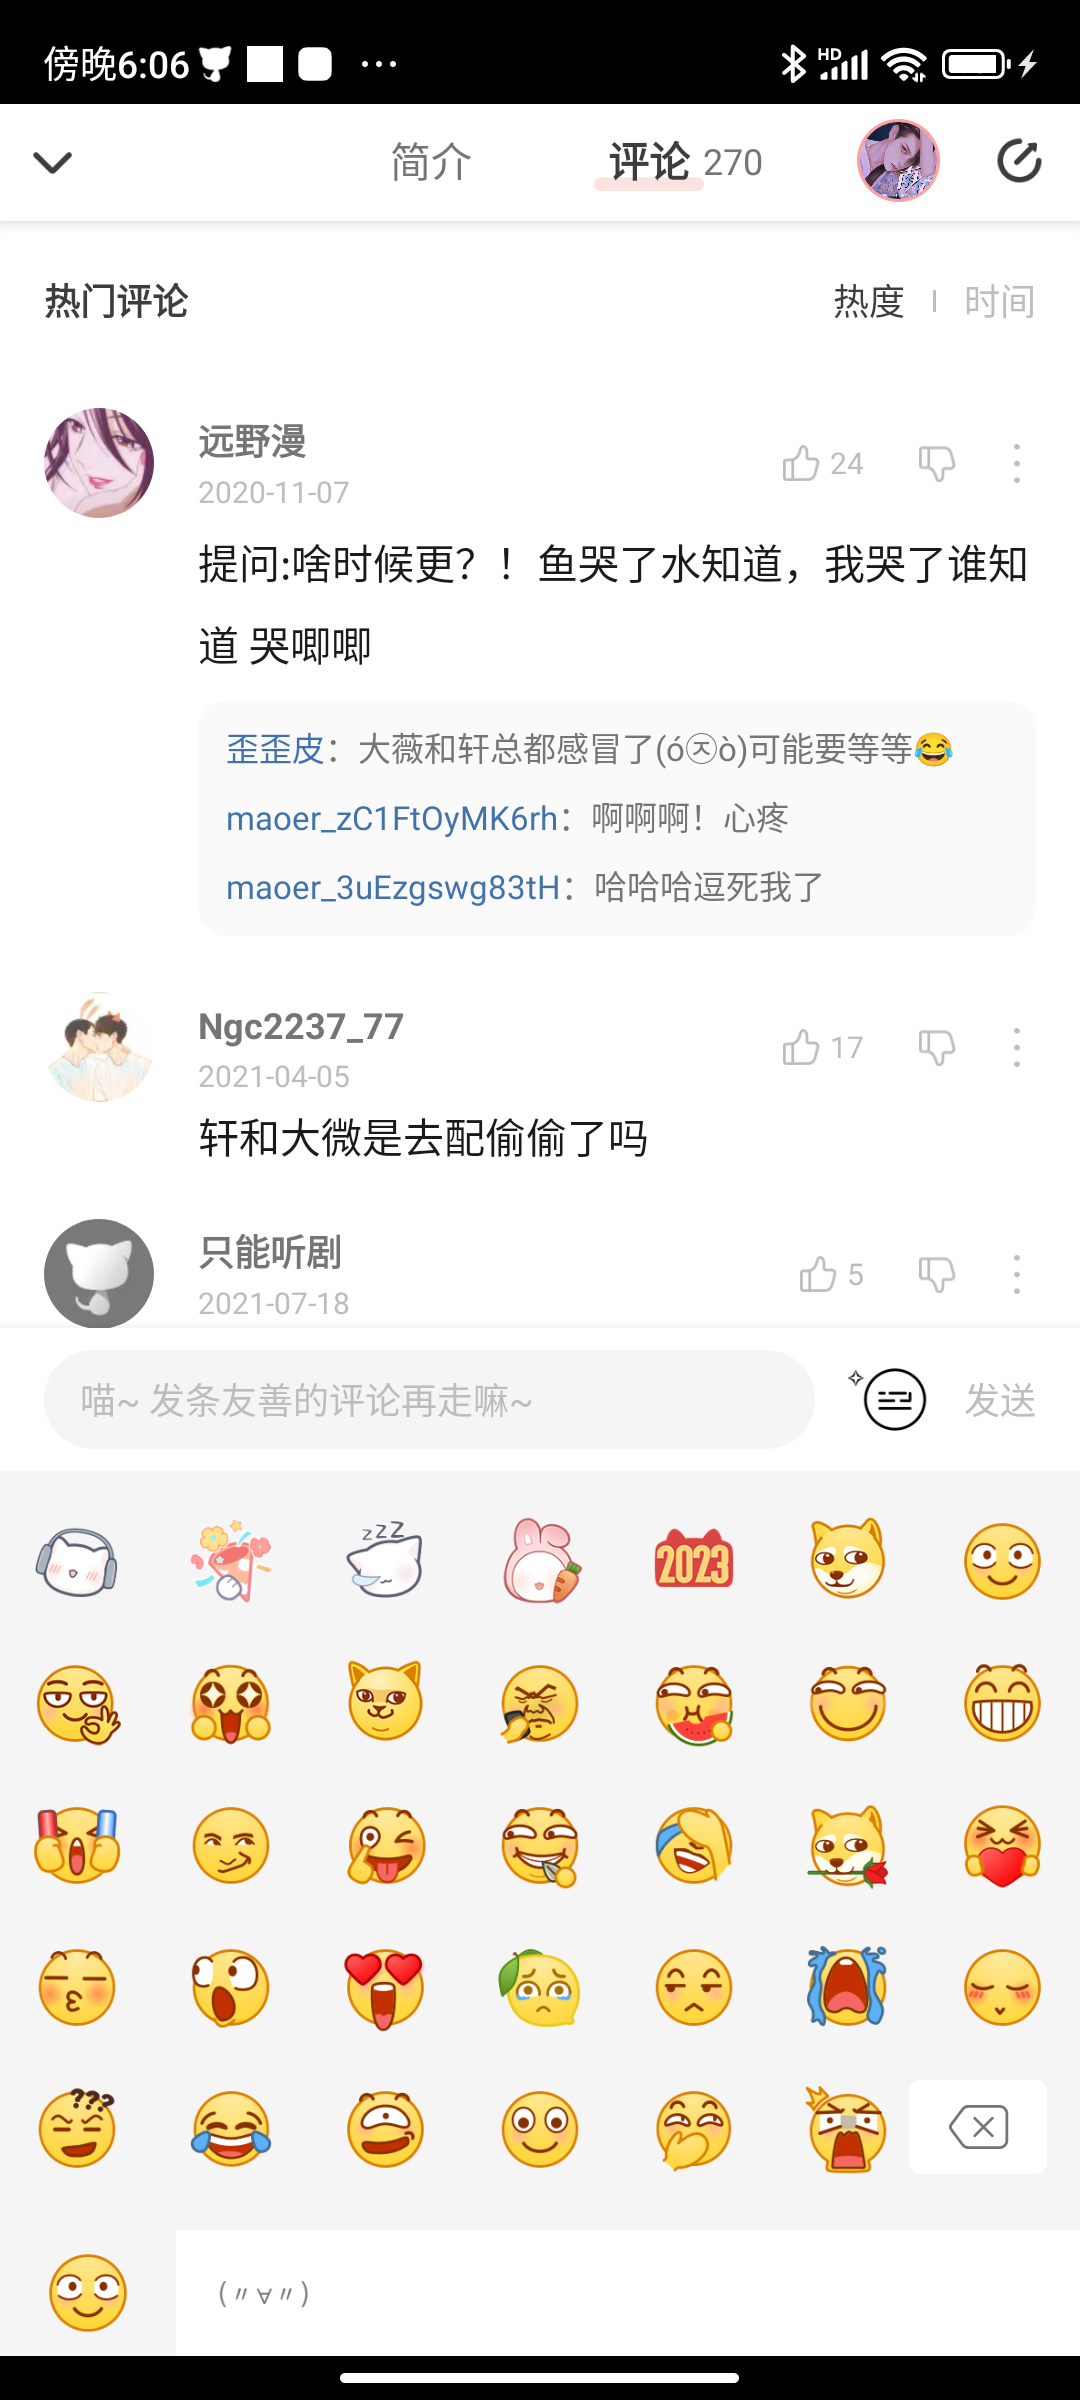 傍晚6:06 ··· HD
简介 评论 270
热门评论 热度 | 时间
远野漫 24
2020-11-07
提问:啥时候更？！鱼哭了水知道，我哭了谁知
道 哭唧唧
歪歪皮：大薇和轩总都感冒了(ó㉨ò)可能要等等😂
maoer_zC1FtOyMK6rh：啊啊啊！心疼
maoer_3uEzgswg83tH：哈哈哈逗死我了
Ngc2237_77 17
2021-04-05
轩和大微是去配偷偷了吗
只能听剧 5
2021-07-18
喵~ 发条友善的评论再走嘛~ 发送
zZZ
2023
???
(〃∀〃)